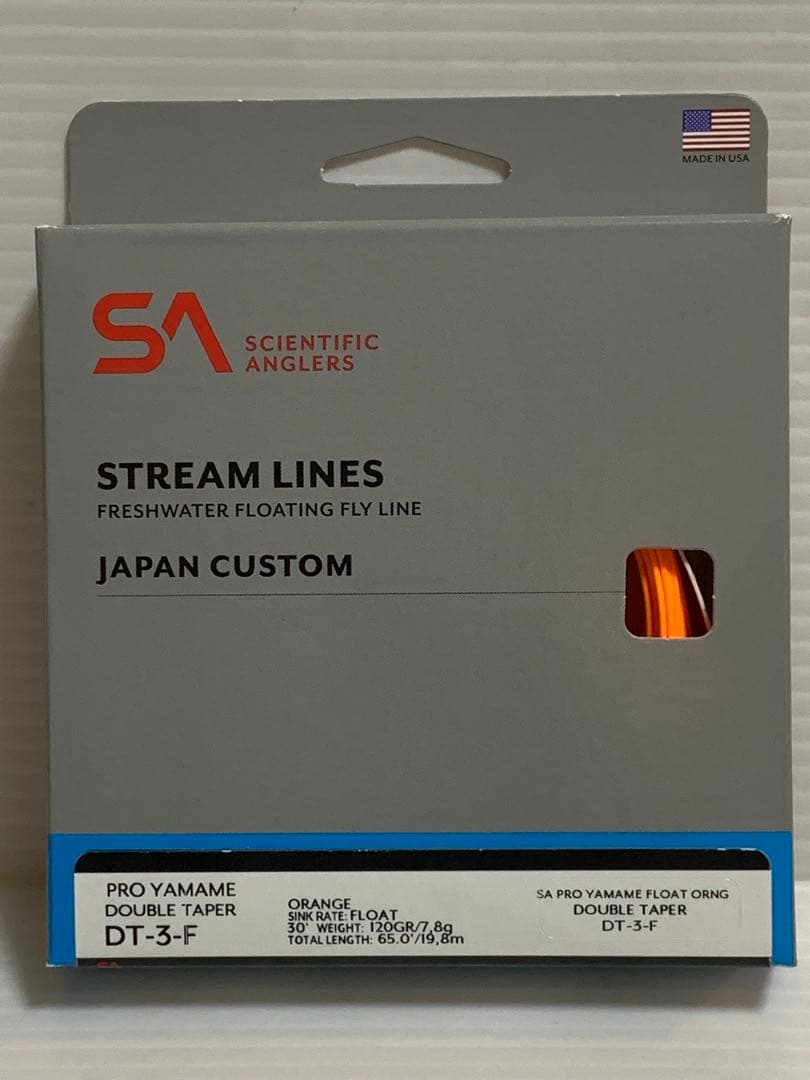 MADE IN USA
SA SCIENTIFIC
ANGLERS
STREAM LINES
FRESHWATER FLOATING FLY LINE
JAPAN CUSTOM
PRO YAMAME
DOUBLE TAPER
DT-3-F
ORANGE
SINK RATE: FLOAT
30' WEIGHT: 120GR/7,8g
TOTAL LENGTH: 65.0'/19,8m
SA PRO YAMAME FLOAT ORNG
DOUBLE TAPER
DT-3-F